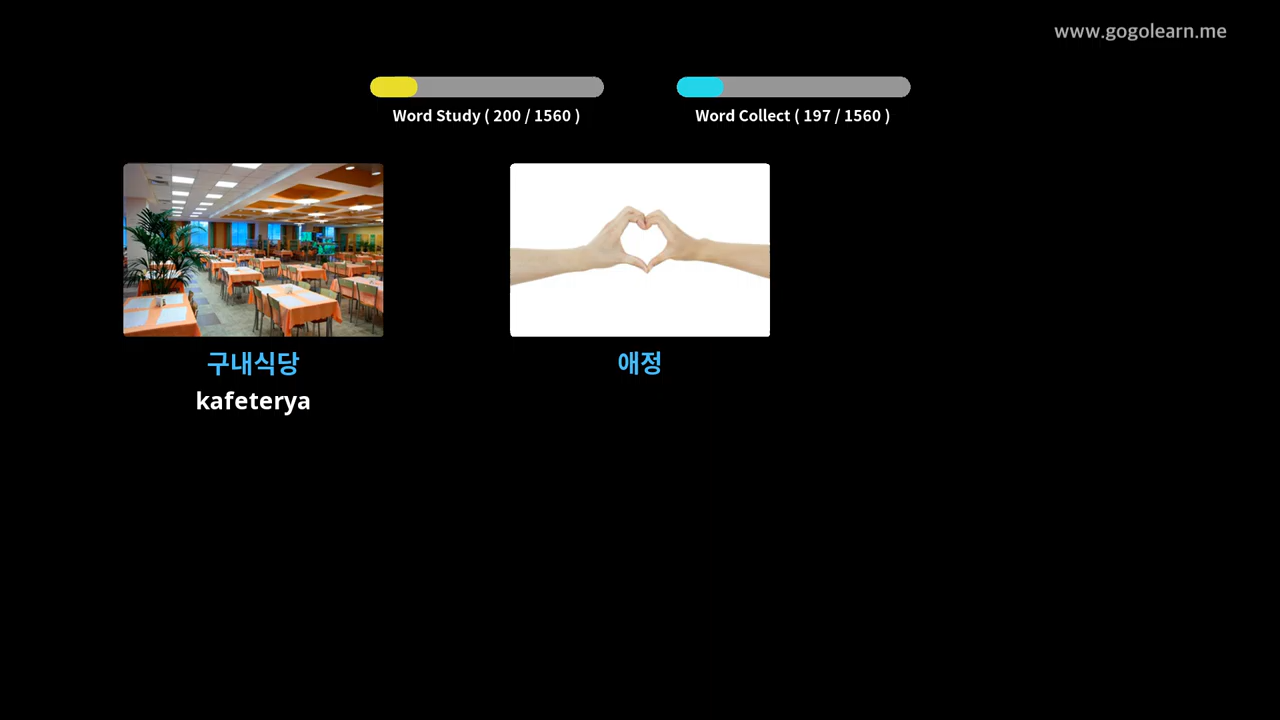 www.gogolearn.me
Word Study ( 200 / 1560 )
Word Collect ( 197 / 1560 )
구내식당
kafeterya
애정